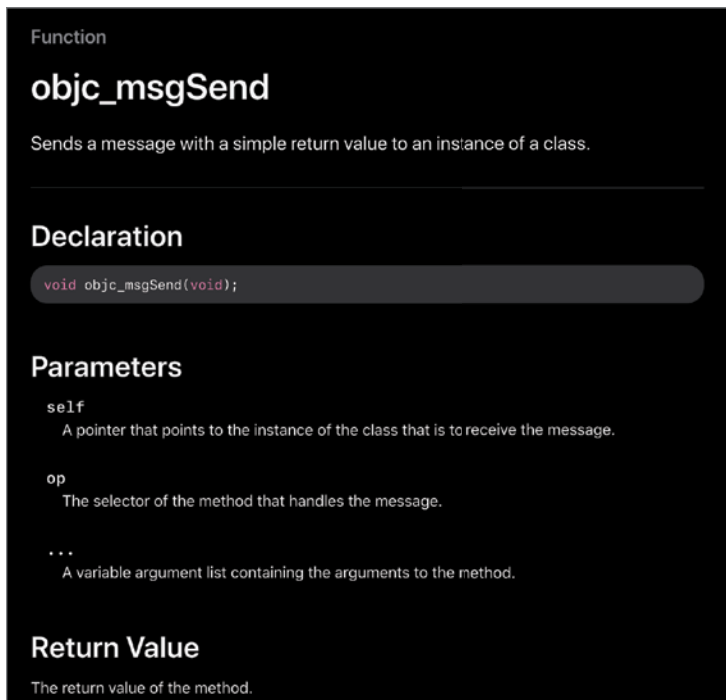 Function
objc_msgSend
Sends a message with a simple return value to an instance of a class.
Declaration
void objc_msgSend(void);
Parameters
self
A pointer that points to the instance of the class that is to receive the message.
op
The selector of the method that handles the message.
...
A variable argument list containing the arguments to the method.
Return Value
The return value of the method.